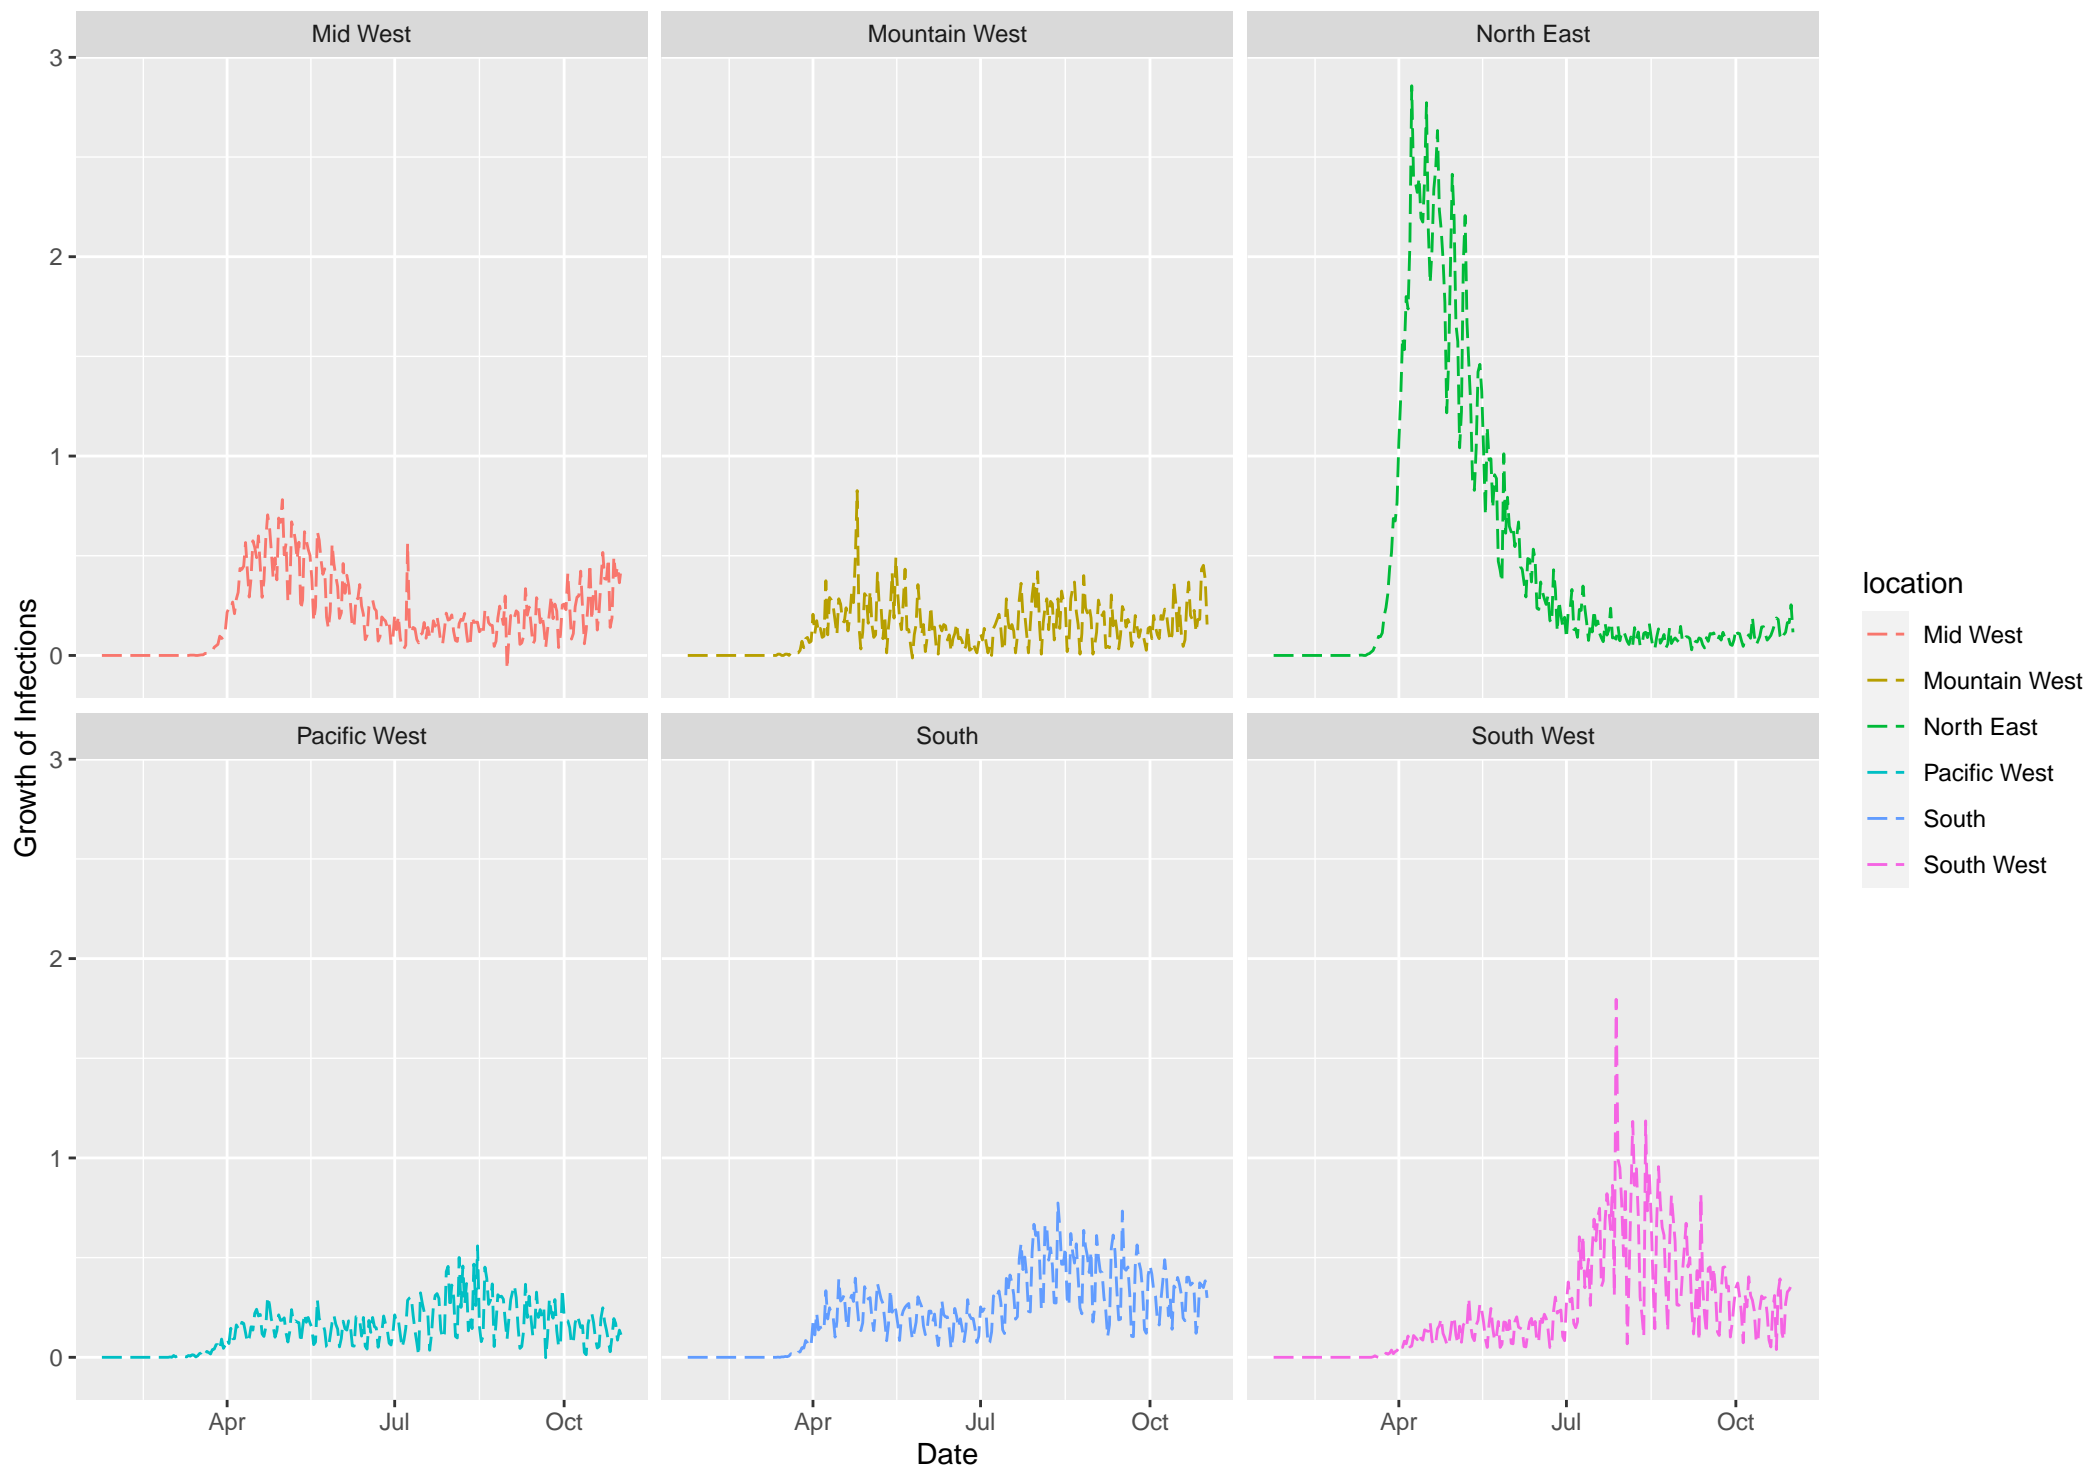 Mid West
Mountain West
North East
3
2
1
0
Pacific West
South
South West
3
2
1
0
Apr
Jul
Oct
Apr
Jul
Oct
Apr
Jul
Oct
Date
Growth of Infections
location
Mid West
Mountain West
North East
Pacific West
South
South West